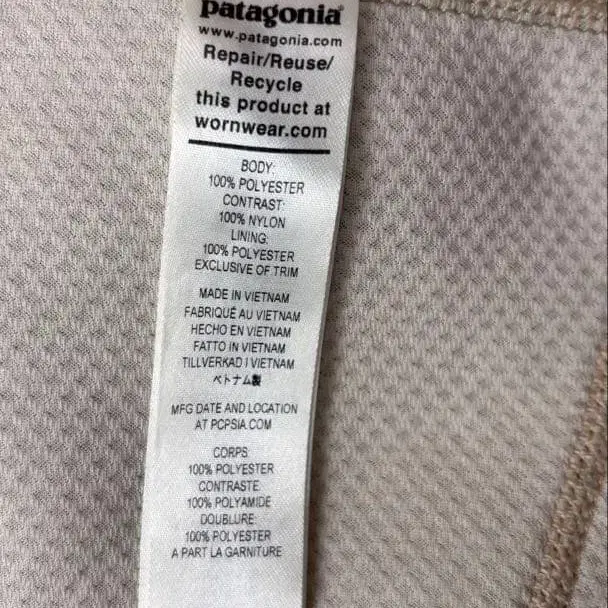 patagonia®
www.patagonia.com
Repair/Reuse/
Recycle
this product at
wornwear.com
BODY:
100% POLYESTER
CONTRAST:
100% NYLON
LINING:
100% POLYESTER
EXCLUSIVE OF TRIM
MADE IN VIETNAM
FABRIQUÉ AU VIETNAM
HECHO EN VIETNAM
FATTO IN VIETNAM
TILLVERKAD I VIETNAM
ベトナム製
MFG DATE AND LOCATION
AT PCPSIA.COM
CORPS:
100% POLYESTER
CONTRASTE:
100% POLYAMIDE
DOUBLURE:
100% POLYESTER
A PART LA GARNITURE